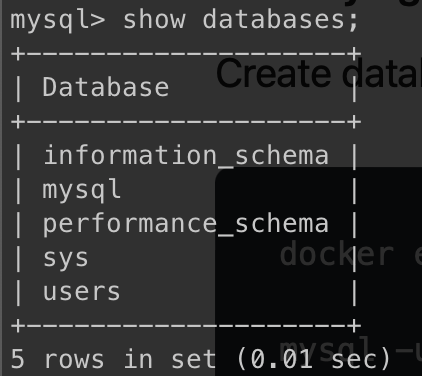 mysql> show databases;
+--------------------+
| Database           |
+--------------------+
| information_schema |
| mysql              |
| performance_schema |
| sys                |
| users              |
+--------------------+
5 rows in set (0.01 sec)
Create datab
docker e
mysql -u